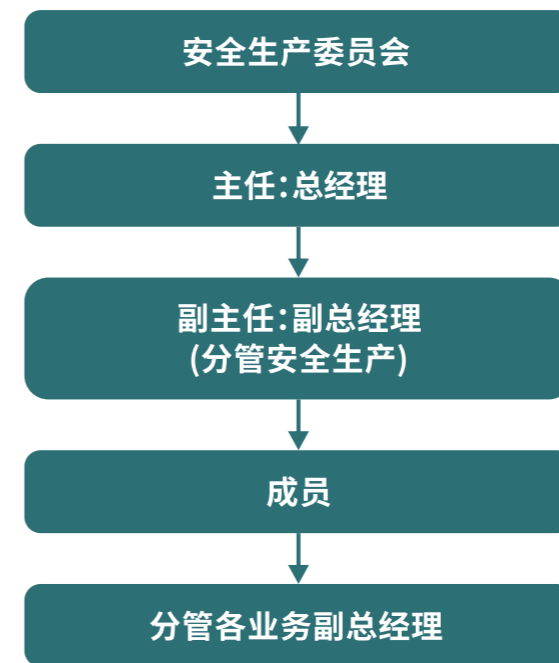 安全生产委员会
主任:总经理
副主任:副总经理
(分管安全生产)
成员
分管各业务副总经理